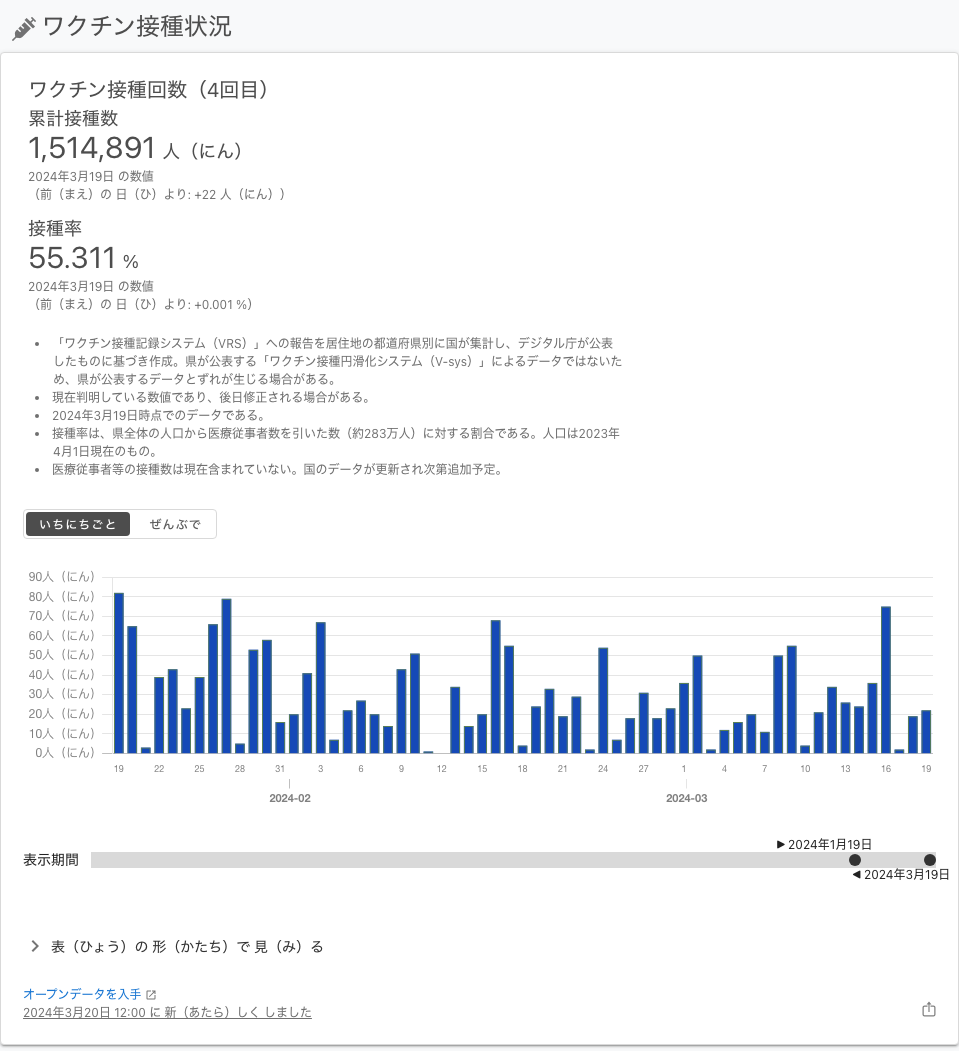 ワクチン接種状況
ワクチン接種回数（4回目）
累計接種数
1,514,891 人（にん）
2024年3月19日 の数値
（前（まえ）の 日（ひ）より: +22 人（にん））
接種率
55.311 %
2024年3月19日 の数値
（前（まえ）の 日（ひ）より: +0.001 %）
• 「ワクチン接種記録システム（VRS）」への報告を居住地の都道府県別に国が集計し、デジタル庁が公表
したものに基づき作成。県が公表する「ワクチン接種円滑化システム（V-sys）」によるデータではないた
め、県が公表するデータとずれが生じる場合がある。
• 現在判明している数値であり、後日修正される場合がある。
• 2024年3月19日時点でのデータである。
• 接種率は、県全体の人口から医療従事者数を引いた数（約283万人）に対する割合である。人口は2023年
4月1日現在のもの。
• 医療従事者等の接種数は現在含まれていない。国のデータが更新され次第追加予定。
いちにちごと ぜんぶで
90人（にん）
80人（にん）
70人（にん）
60人（にん）
50人（にん）
40人（にん）
30人（にん）
20人（にん）
10人（にん）
0人（にん）
19 22 25 28 31 3 6 9 12 15 18 21 24 27 1 4 7 10 13 16 19
2024-02 2024-03
▶ 2024年1月19日
表示期間
◀ 2024年3月19日
表（ひょう）の 形（かたち）で 見（み）る
オープンデータを入手
2024年3月20日 12:00 に 新（あたら）しく しました